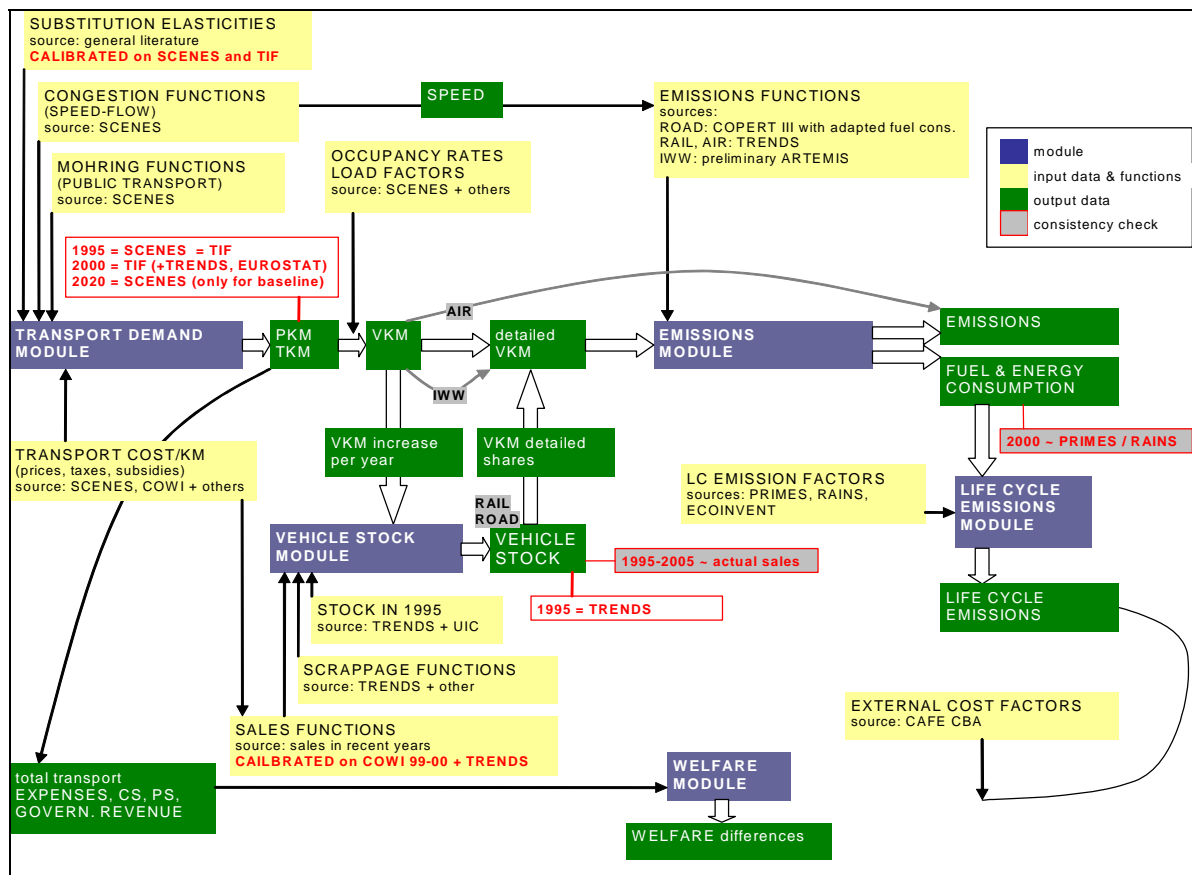 SUBSTITUTION ELASTICITIES
source: general literature
CALIBRATED on SCENES and TIF
CONGESTION FUNCTIONS
(SPEED-FLOW)
source: SCENES
SPEED
EMISSIONS FUNCTIONS
sources:
ROAD: COPERT III with adapted fuel cons.
RAIL, AIR: TRENDS
IWW: preliminary ARTEMIS
module
input data & functions
output data
consistency check
MOHRING FUNCTIONS
(PUBLIC TRANSPORT)
source: SCENES
OCCUPANCY RATES
LOAD FACTORS
source: SCENES + others
1995 = SCENES = TIF
2000 = TIF (+TRENDS, EUROSTAT)
2020 = SCENES (only for baseline)
AIR
TRANSPORT DEMAND
MODULE
PKM
TKM
VKM
detailed
VKM
EMISSIONS
MODULE
EMISSIONS
FUEL & ENERGY
CONSUMPTION
IWW
VKM increase
per year
VKM detailed
shares
2000 ~ PRIMES / RAINS
TRANSPORT COST/KM
(prices, taxes, subsidies)
source: SCENES, COWI + others
LC EMISSION FACTORS
sources: PRIMES, RAINS,
ECOINVENT
LIFE CYCLE
EMISSIONS
MODULE
RAIL
ROAD
VEHICLE STOCK
MODULE
VEHICLE
STOCK
1995-2005 ~ actual sales
1995 = TRENDS
STOCK IN 1995
source: TRENDS + UIC
LIFE CYCLE
EMISSIONS
SCRAPPAGE FUNCTIONS
source: TRENDS + other
EXTERNAL COST FACTORS
source: CAFE CBA
SALES FUNCTIONS
source: sales in recent years
CAILBRATED on COWI 99-00 + TRENDS
total transport
EXPENSES, CS, PS,
GOVERN. REVENUE
WELFARE
MODULE
WELFARE differences